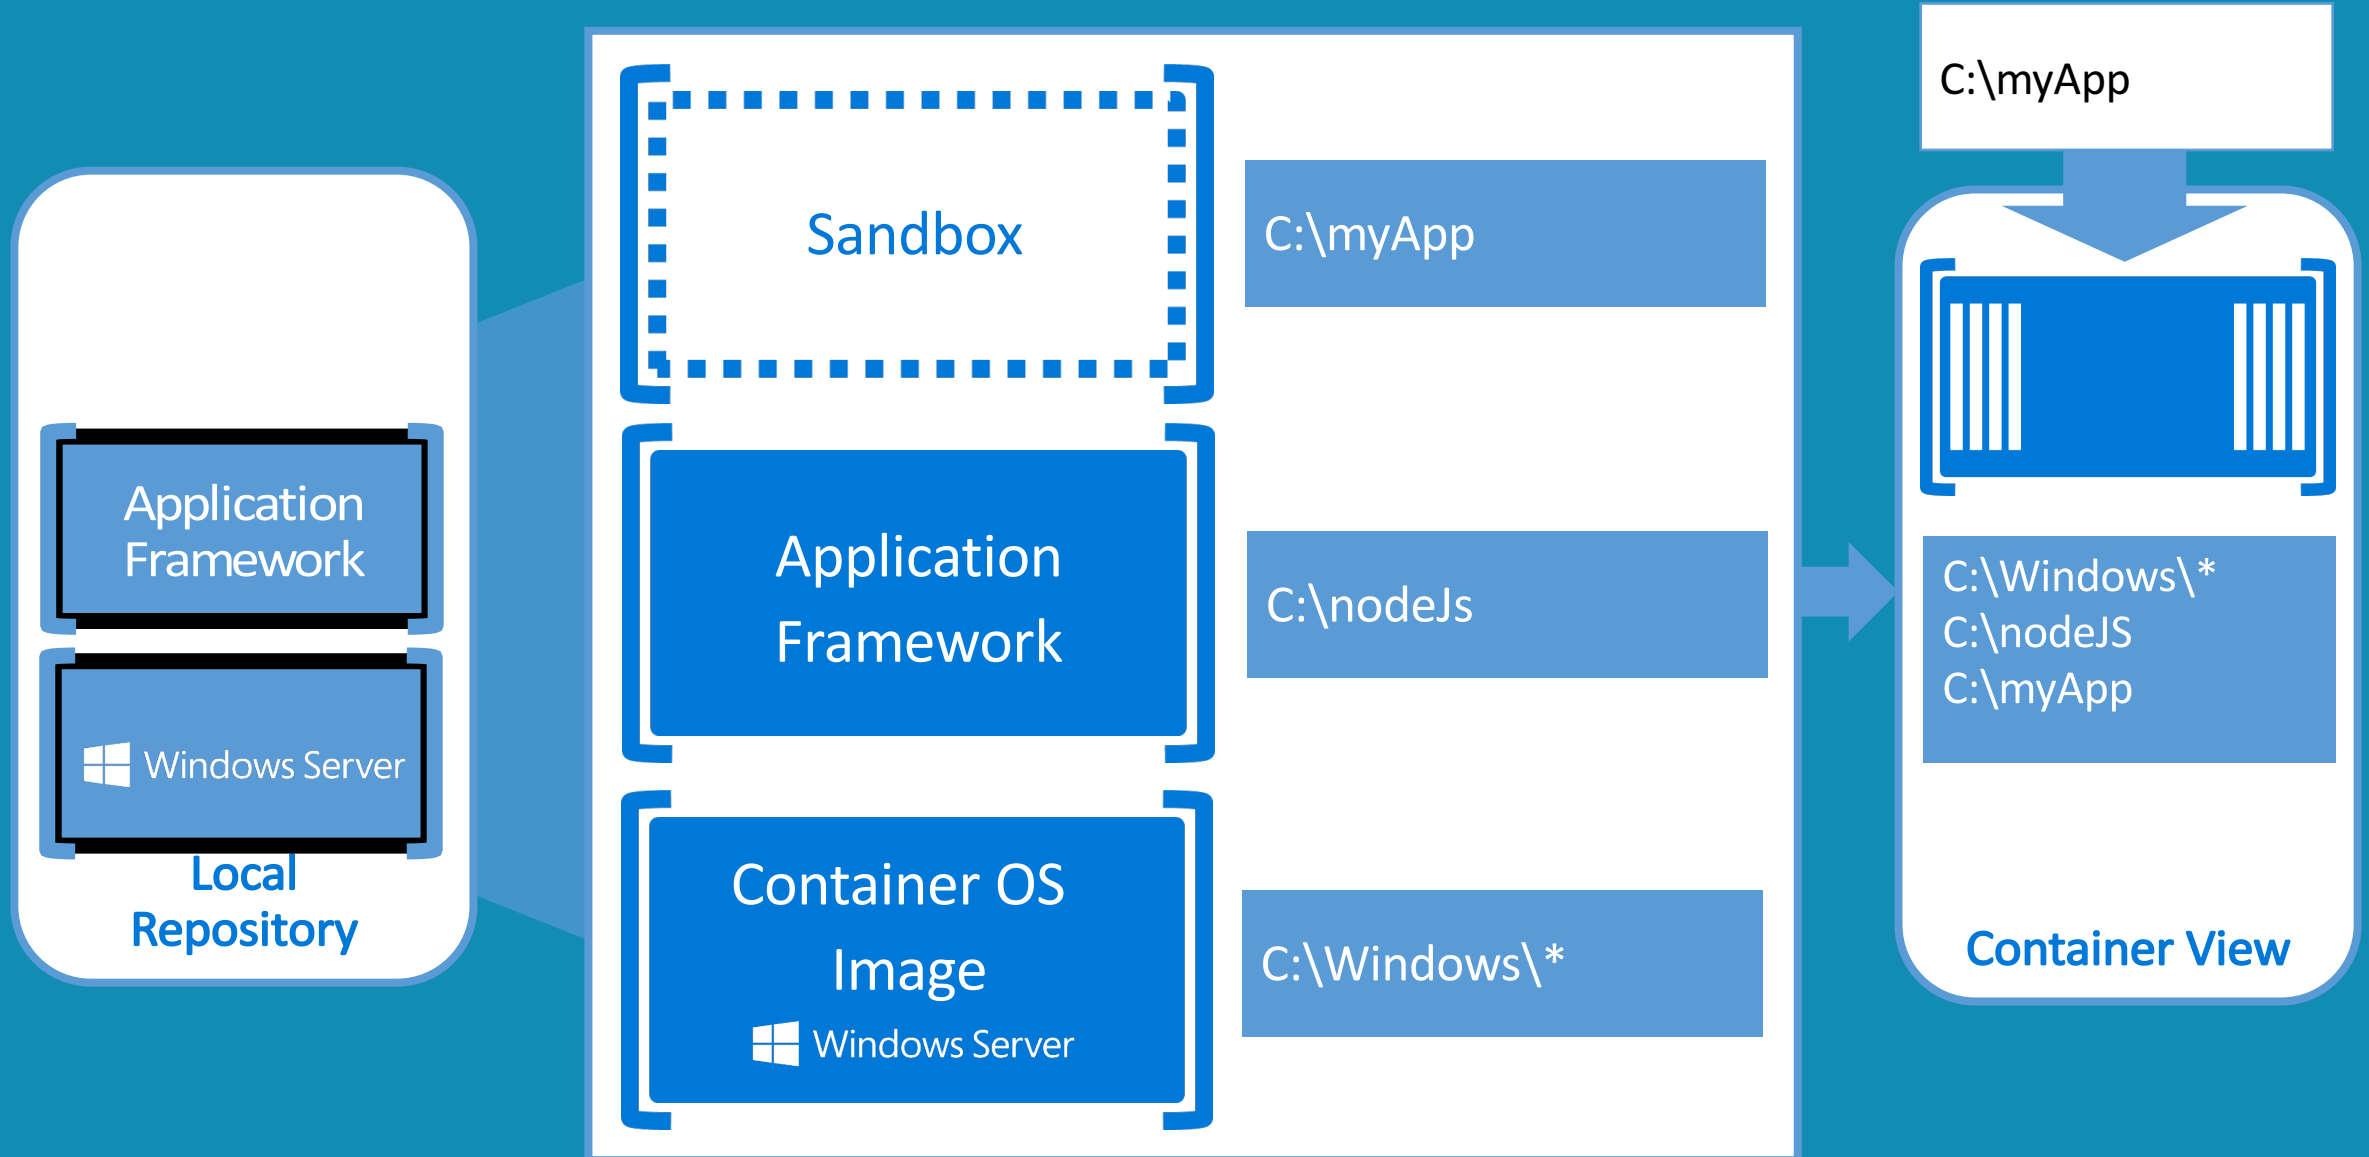 Application
Framework
Windows Server
Local
Repository
Sandbox
C:\myApp
Application
Framework
C:\nodeJs
Container OS
Image
Windows Server
C:\Windows\*
C:\myApp
C:\Windows\*
C:\nodeJS
C:\myApp
Container View